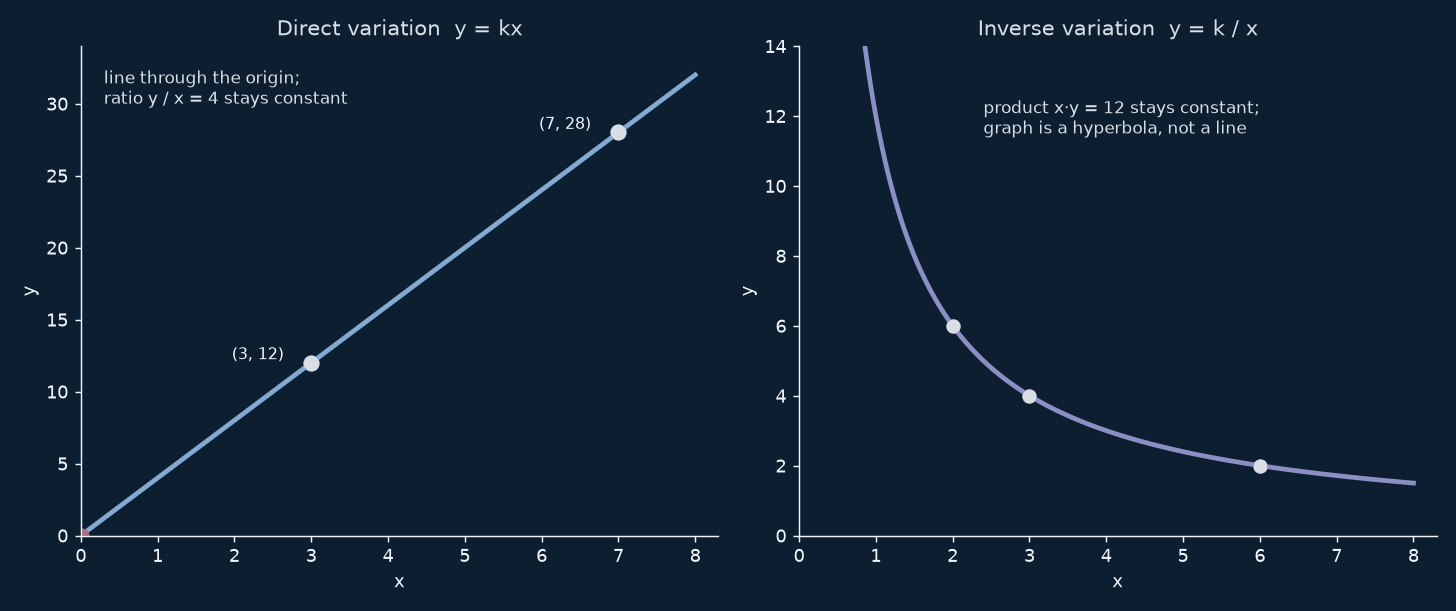 Direct variation  y = kx
line through the origin;
ratio y / x = 4 stays constant
(7, 28)
(3, 12)
y
30
25
20
15
10
5
0
0 1 2 3 4 5 6 7 8
x
Inverse variation  y = k / x
product x·y = 12 stays constant;
graph is a hyperbola, not a line
y
14
12
10
8
6
4
2
0
0 1 2 3 4 5 6 7 8
x